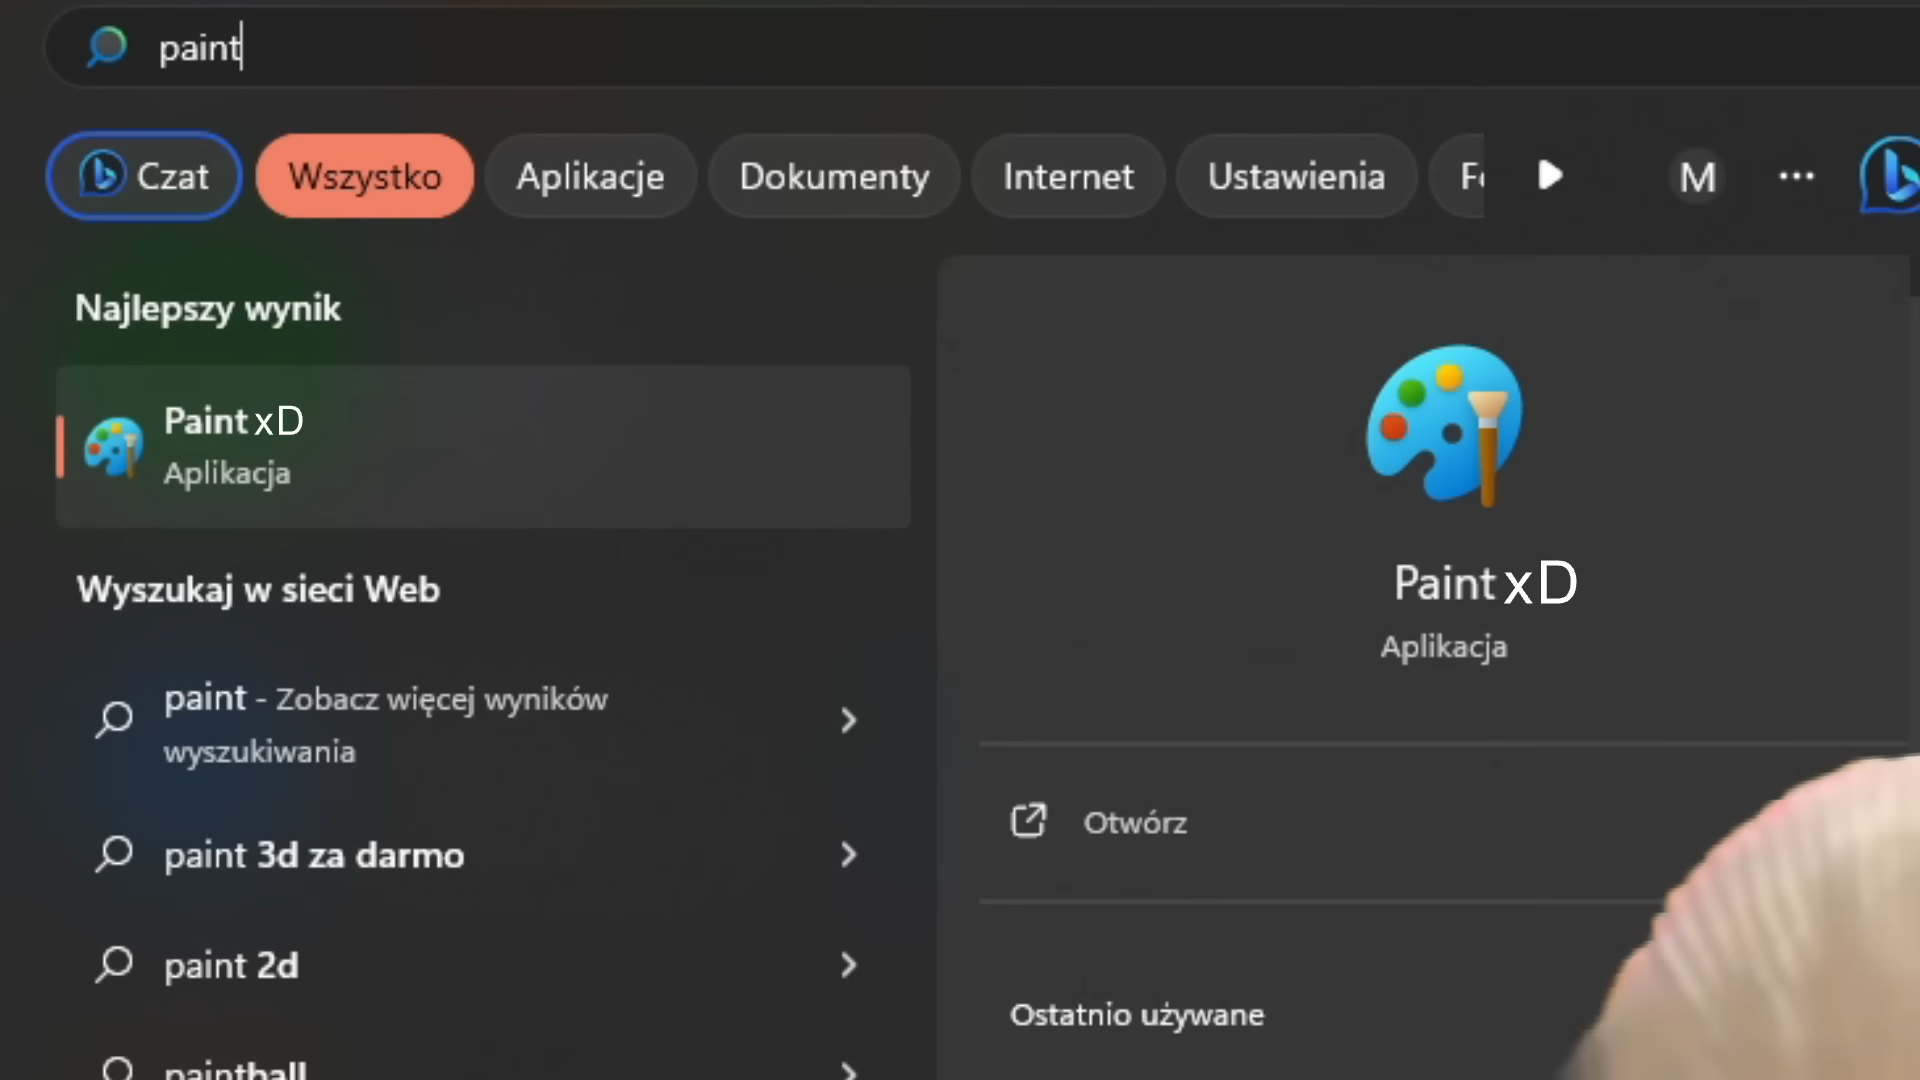 paint
Czat
Wszystko
Aplikacje
Dokumenty
Internet
Ustawienia
M
Najlepszy wynik
Paint xD
Aplikacja
Wyszukaj w sieci Web
paint - Zobacz więcej wyników
wyszukiwania
paint 3d za darmo
paint 2d
paintball
Paint xD
Aplikacja
Otwórz
Ostatnio używane